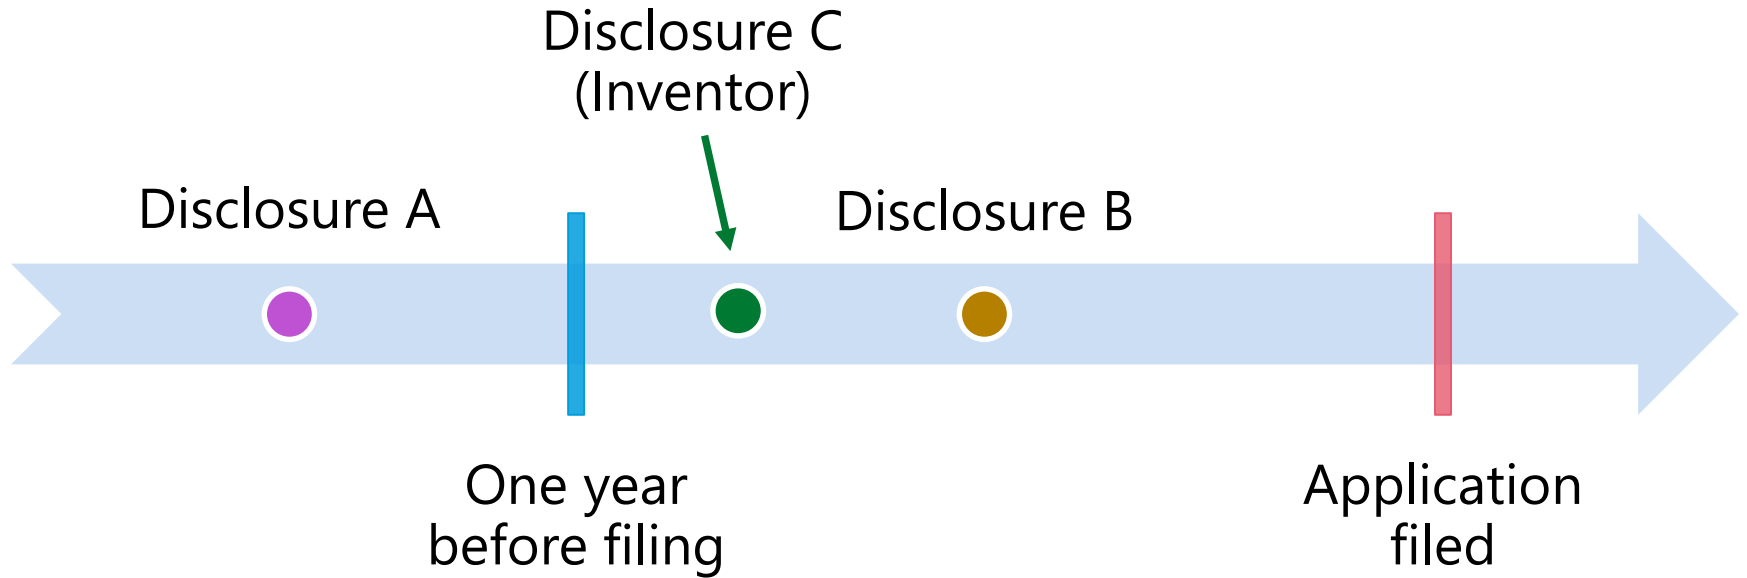 Disclosure C
(Inventor)
Disclosure A
Disclosure B
One year
before filing
Application
filed